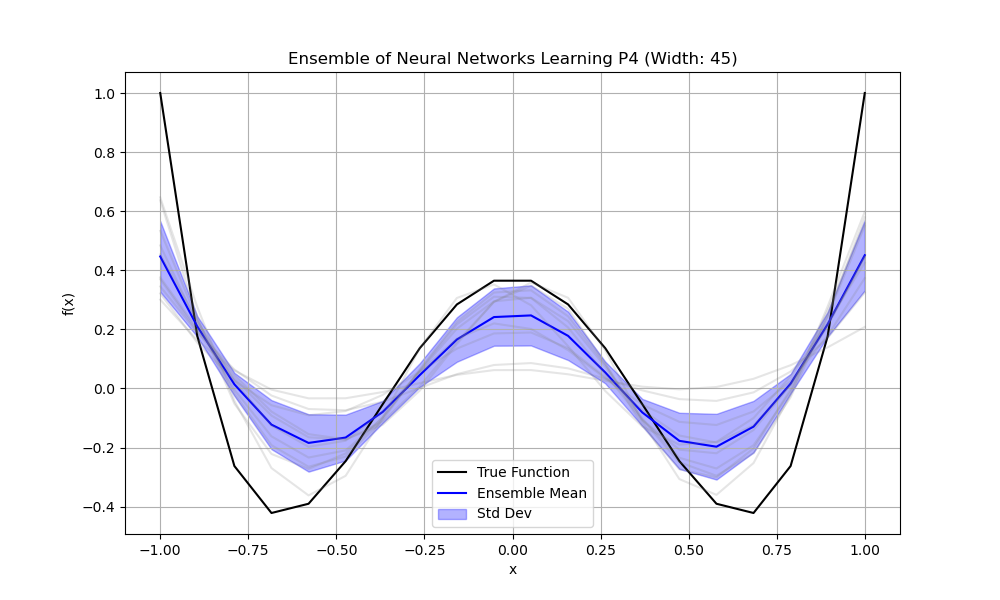 Ensemble of Neural Networks Learning P4 (Width: 45)
f(x)
1.0
0.8
0.6
0.4
0.2
0.0
−0.2
−0.4
True Function
Ensemble Mean
Std Dev
−1.00 −0.75 −0.50 −0.25 0.00 0.25 0.50 0.75 1.00
x